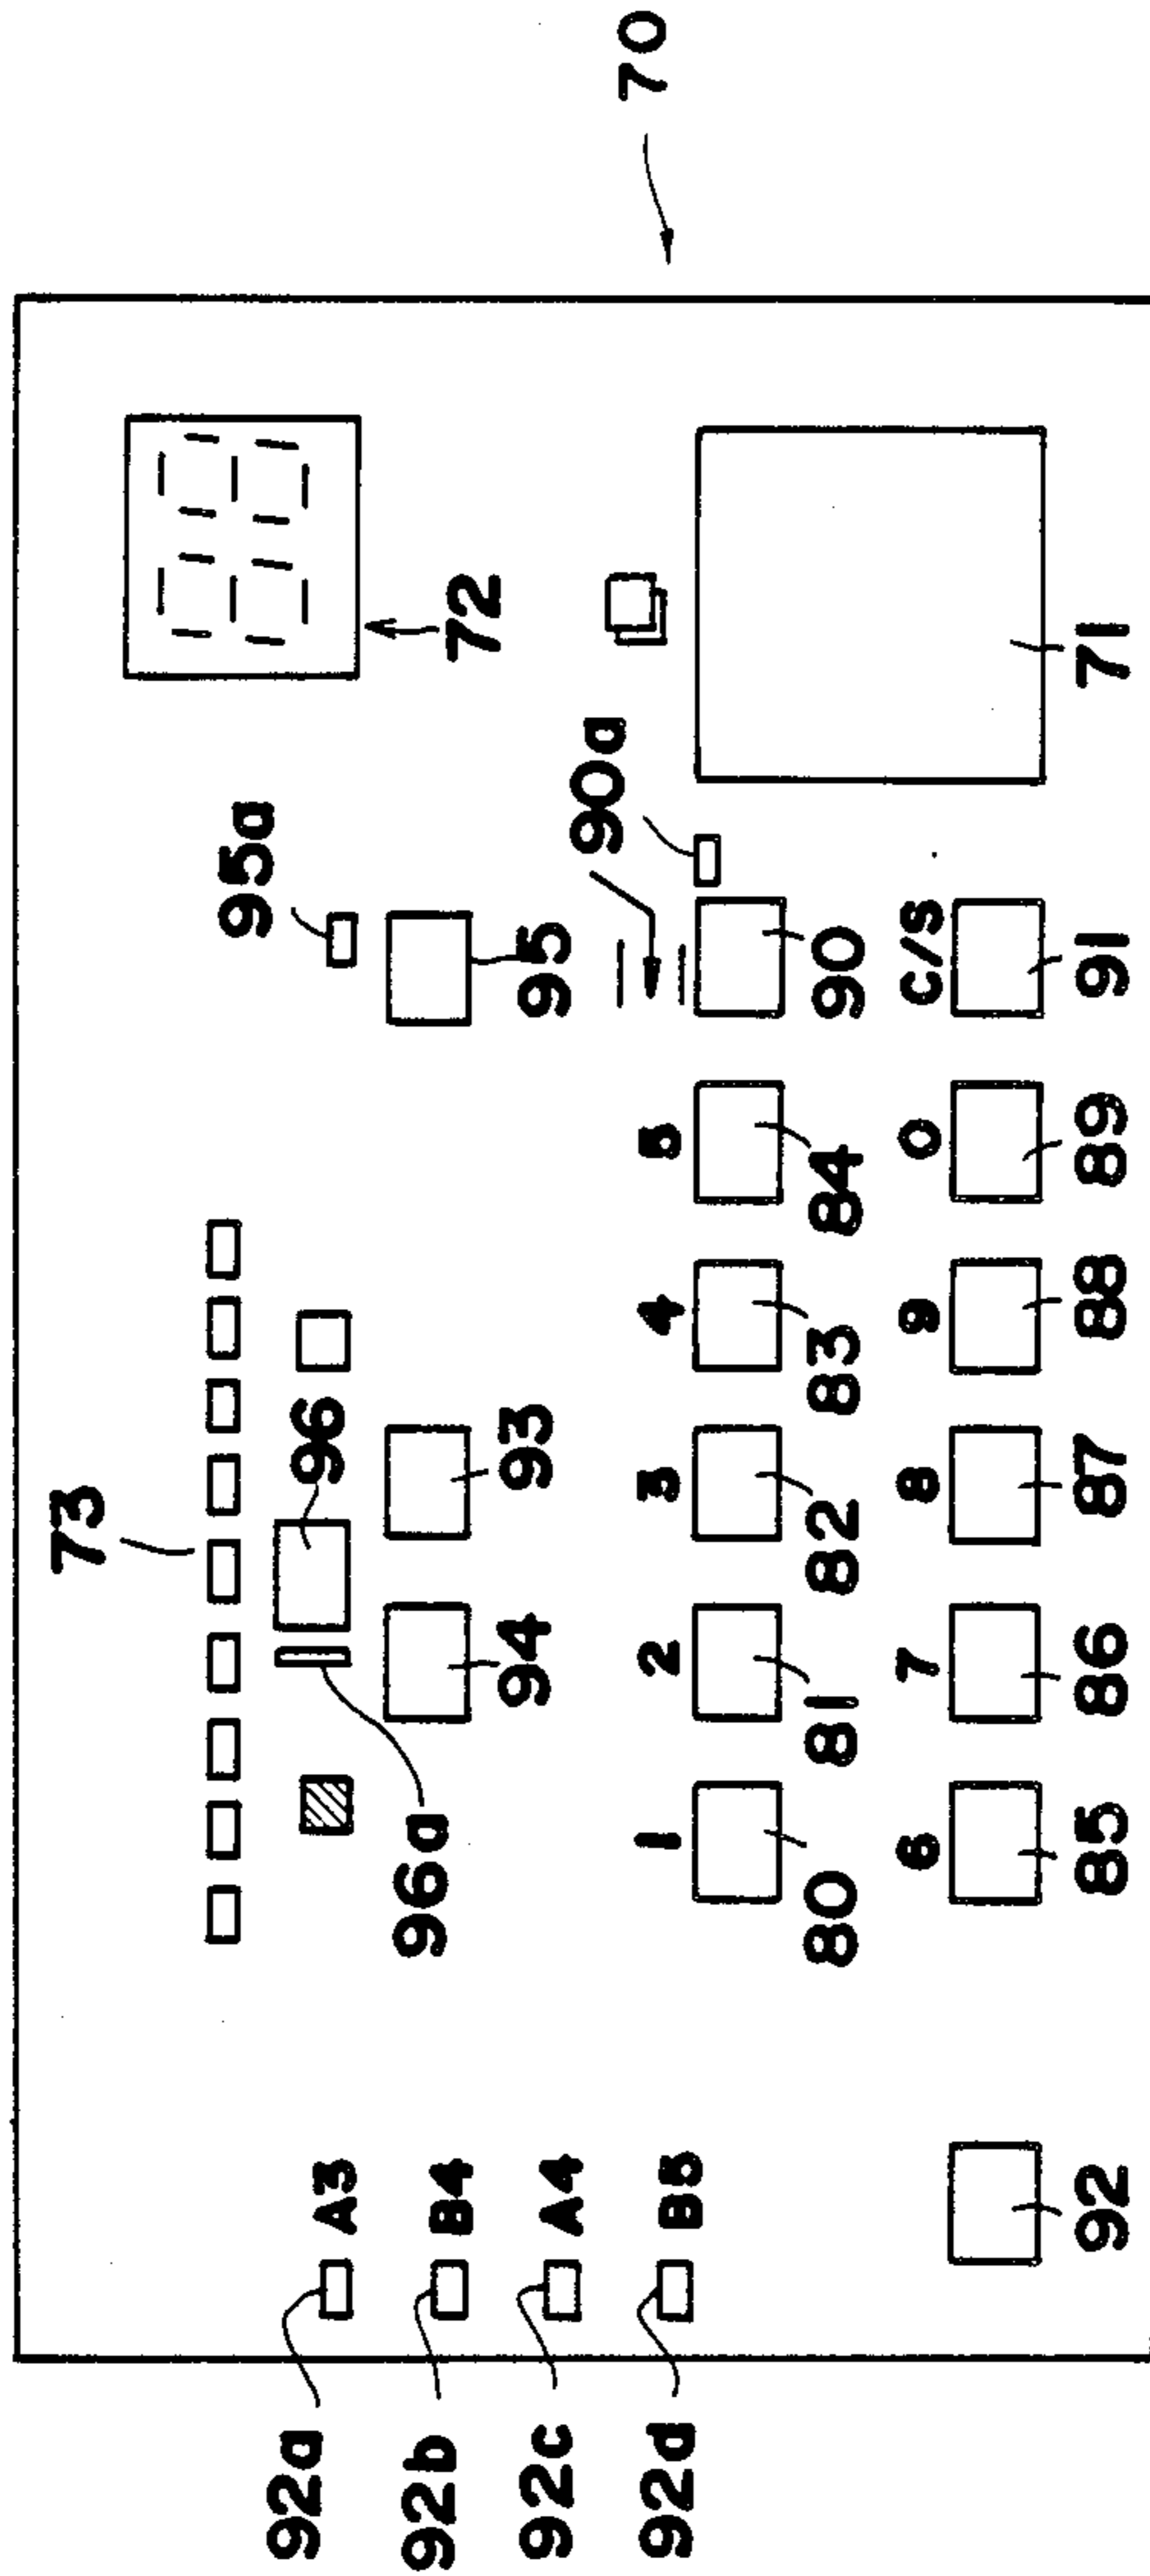 73
95a
92a A3 96
92b B4 96a 72
92c A4 94 93 95
90a
70
92d B5 1 2 3 4 5
80 81 82 83 84 90
6 7 8 9 0 C/S
92 85 86 87 88 89 91 71